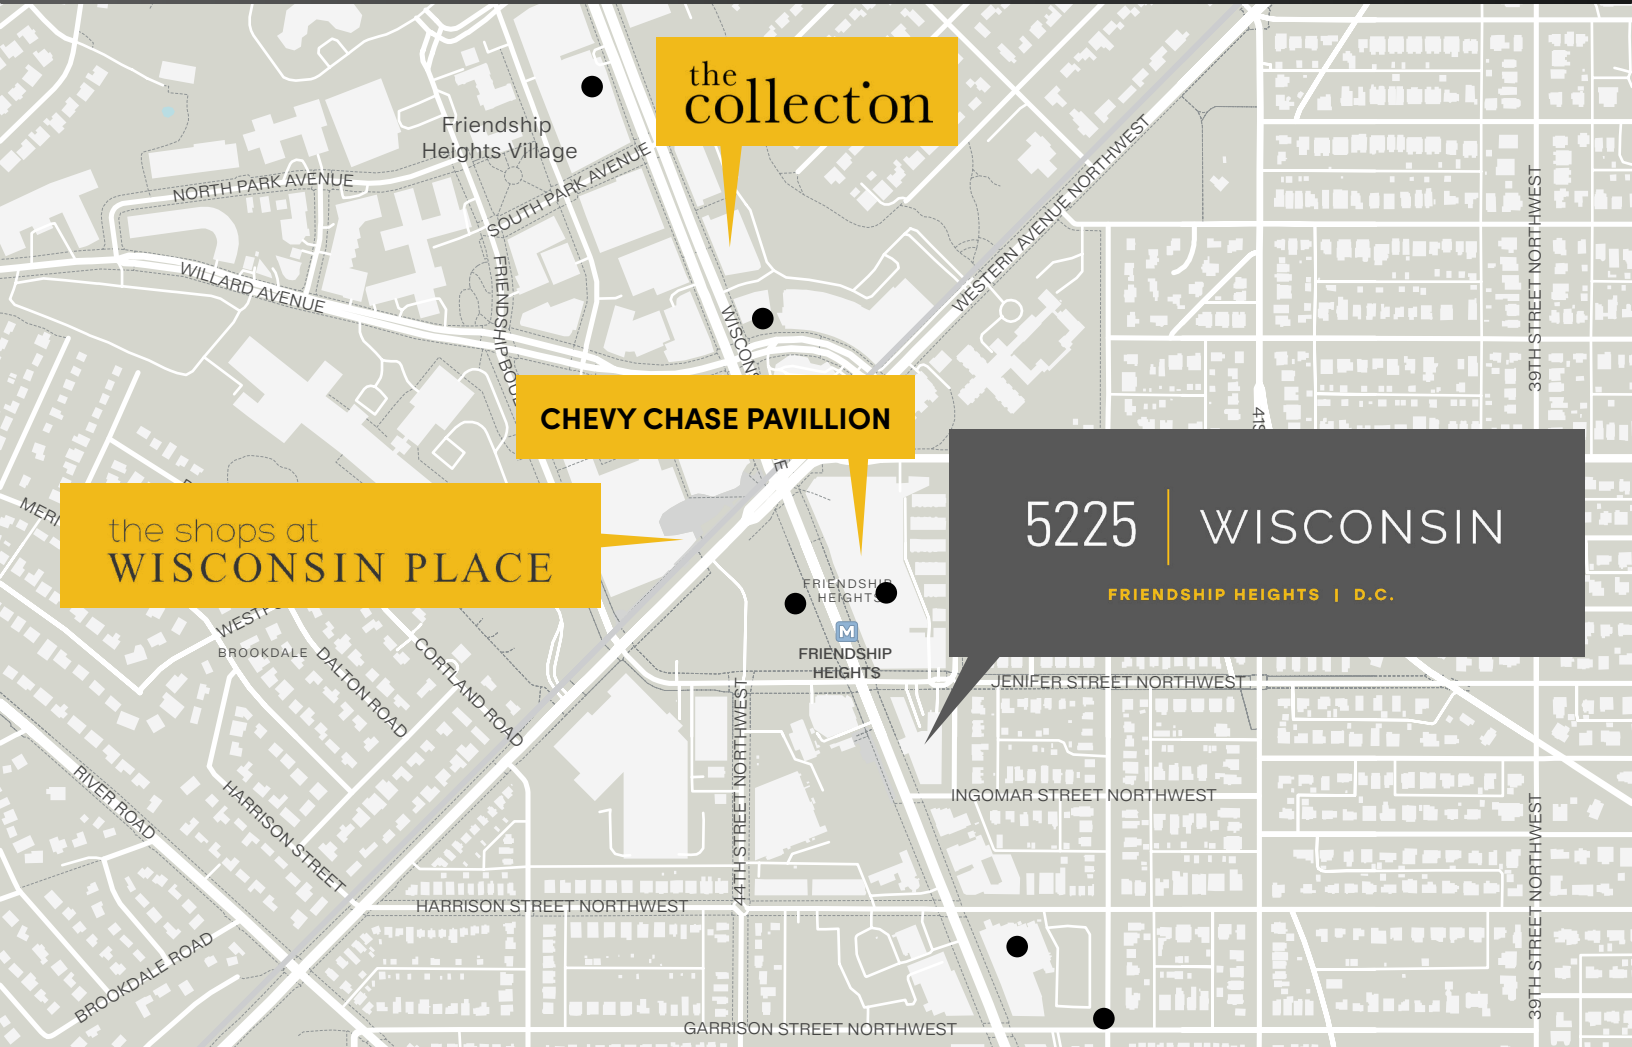 the
collection
Friendship
Heights Village
NORTH PARK AVENUE
SOUTH PARK AVENUE
WILLARD AVENUE
WESTERN AVENUE NORTHWEST
39TH STREET NORTHWEST
CHEVY CHASE PAVILLION
the shops at
WISCONSIN PLACE
5225 | WISCONSIN
FRIENDSHIP HEIGHTS | D.C.
FRIENDSHIP
HEIGHTS
M
FRIENDSHIP
HEIGHTS
BROOKDALE
DALTON ROAD
CORTLAND ROAD
JENIFER STREET NORTHWEST
44TH STREET NORTHWEST
RIVER ROAD
HARRISON STREET
INGOMAR STREET NORTHWEST
39TH STREET NORTHWEST
HARRISON STREET NORTHWEST
BROOKDALE ROAD
GARRISON STREET NORTHWEST